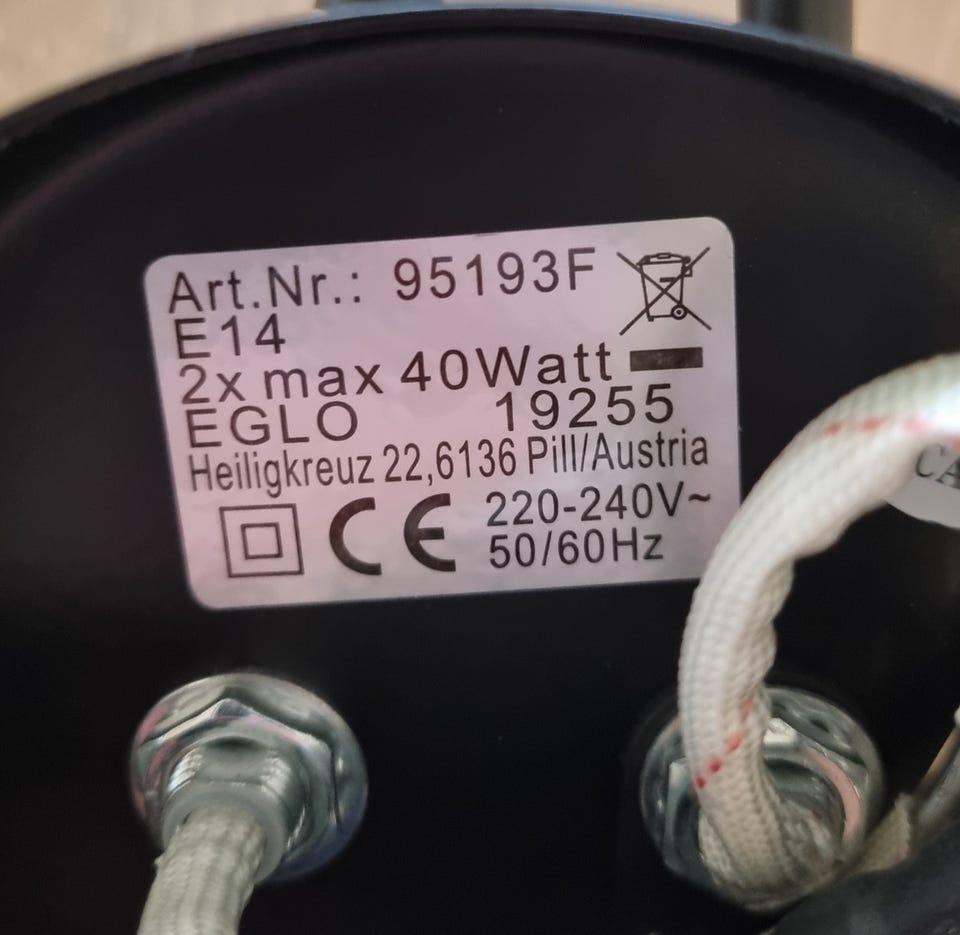 Art.Nr.: 95193F
E14
2x max 40Watt
EGLO 19255
Heiligkreuz 22,6136 Pill/Austria
CE 220-240V~
50/60Hz
CA